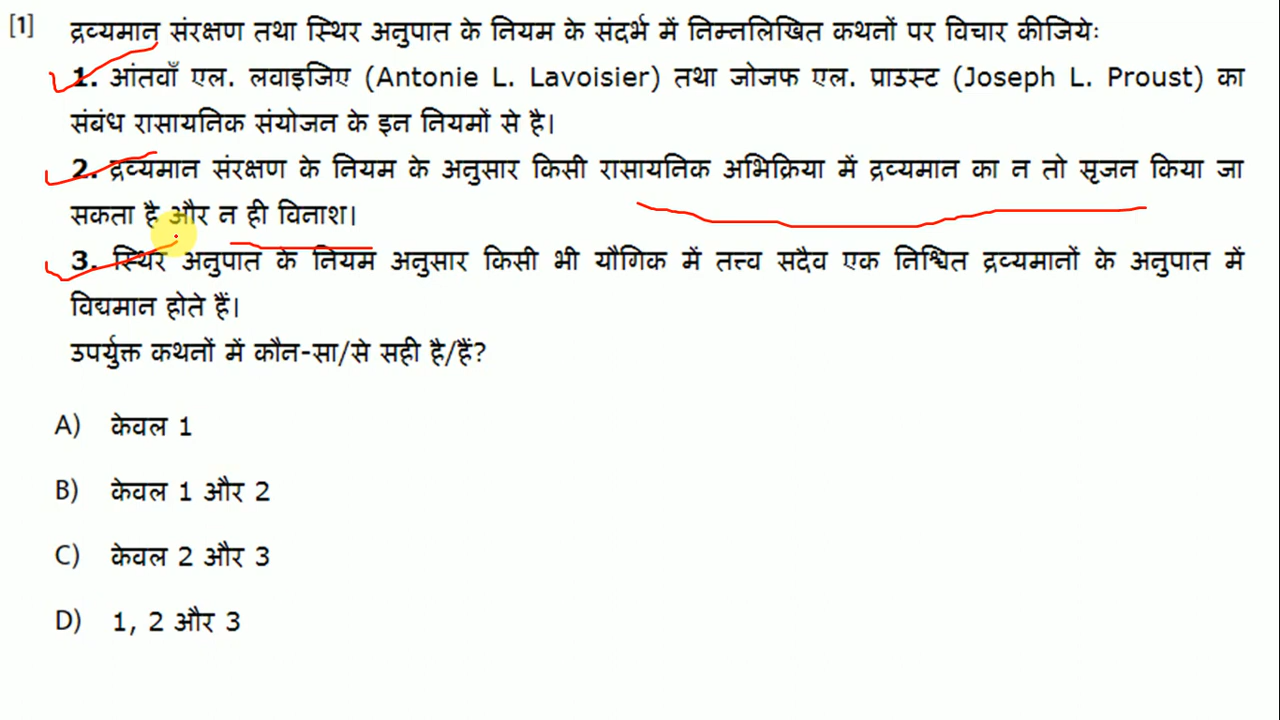 [1] द्रव्यमान संरक्षण तथा स्थिर अनुपात के नियम के संदर्भ में निम्नलिखित कथनों पर विचार कीजियेः
1. आंतवाँ एल. लवाइजिए (Antonie L. Lavoisier) तथा जोजफ एल. प्राउस्ट (Joseph L. Proust) का
संबंध रासायनिक संयोजन के इन नियमों से है।
2. द्रव्यमान संरक्षण के नियम के अनुसार किसी रासायनिक अभिक्रिया में द्रव्यमान का न तो सृजन किया जा
सकता है और न ही विनाश।
3. स्थिर अनुपात के नियम अनुसार किसी भी यौगिक में तत्त्व सदैव एक निश्चित द्रव्यमानों के अनुपात में
विद्यमान होते हैं।
उपर्युक्त कथनों में कौन-सा/से सही है/हैं?
A) केवल 1
B) केवल 1 और 2
C) केवल 2 और 3
D) 1, 2 और 3